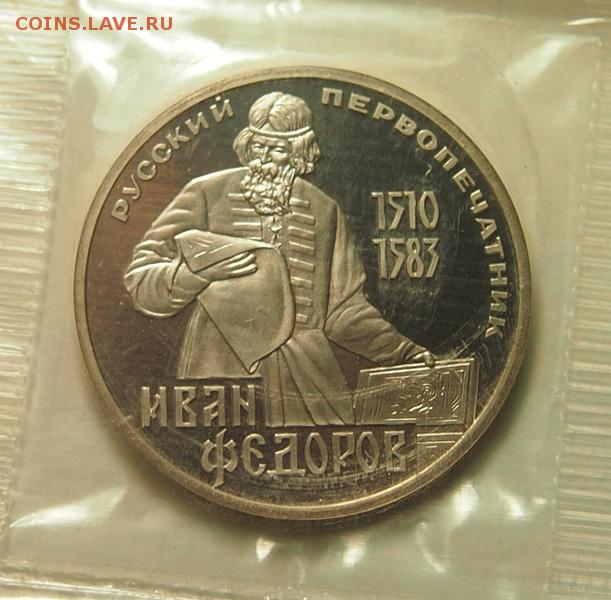 COINS.LAVE.RU
РУССКИЙ ПЕРВОПЕЧАТНИК
1510
1583
ИВАН
ФЕДОРОВ